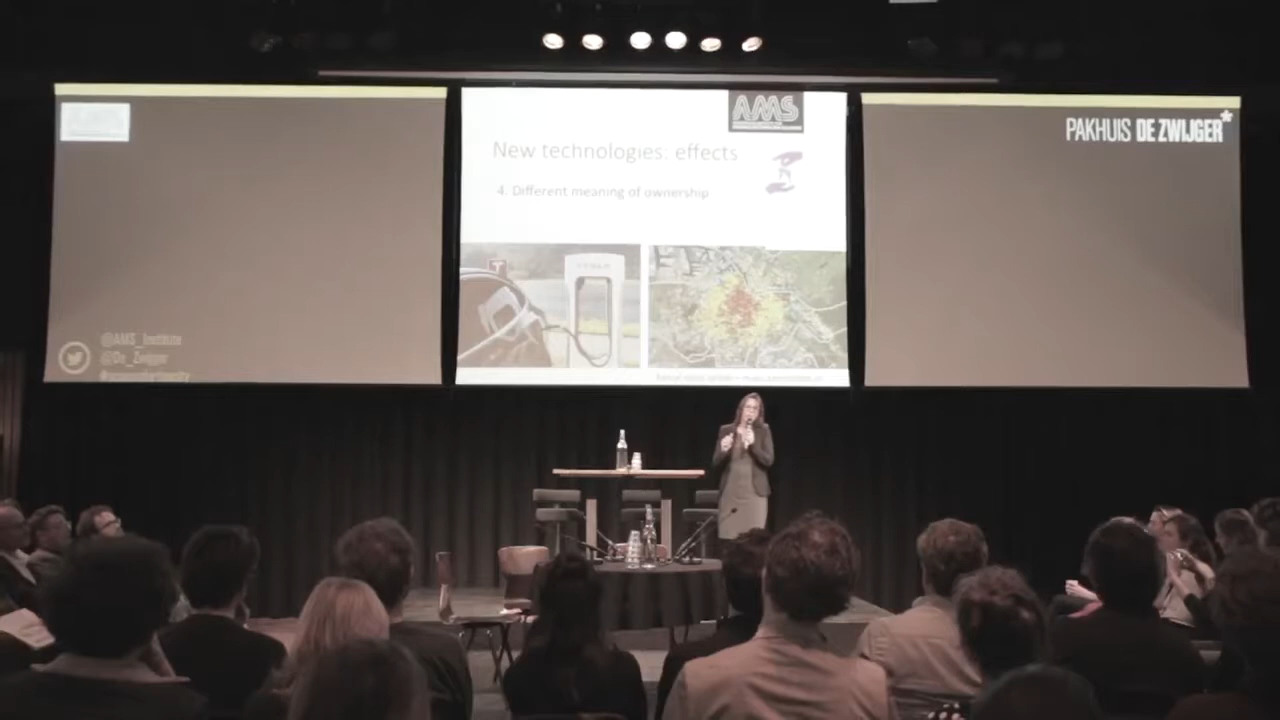 AMS
PAKHUIS DE ZWIJGER
New technologies: effects
4. Different meaning of ownership
@AMS_Institute
@De_Zwijger